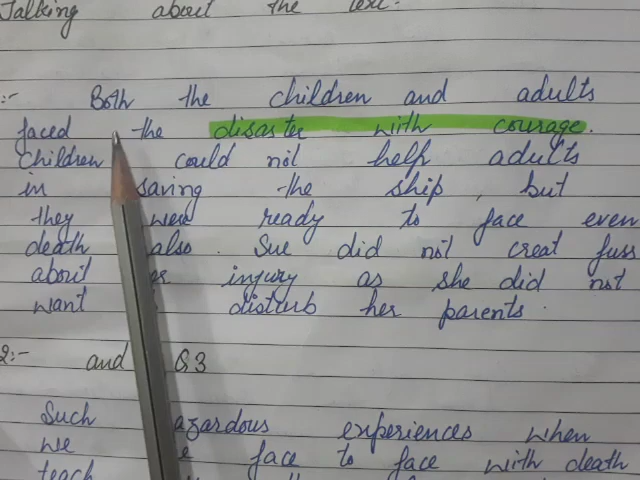 Talking about the text.
:- Both the children and adults
faced the disaster with courage.
Children could not help adults
in saving the ship, but
they were ready to face even
death also. Sue did not creat fuss
about injury as she did not
want disturb her parents.
2:- and Q3
Such experiences when
we face to face with death
teach